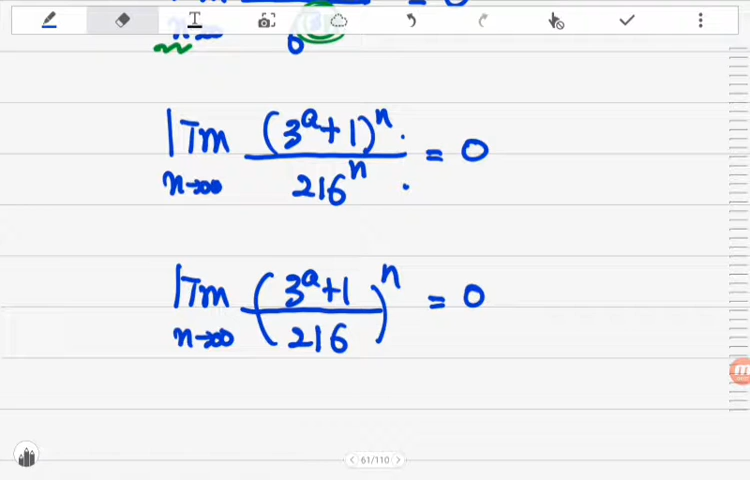 lim (3^a+1)^n / 216^n = 0
n→∞
lim ((3^a+1) / 216)^n = 0
n→∞
61/110